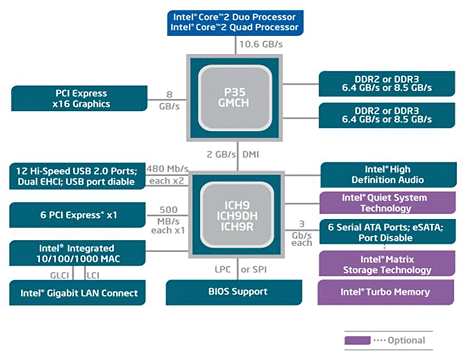 Intel® Core™2 Duo Processor
Intel® Core™2 Quad Processor
10.6 GB/s
PCI Express
x16 Graphics
8
GB/s
P35
GMCH
DDR2 or DDR3
6.4 GB/s or 8.5 GB/s
DDR2 or DDR3
6.4 GB/s or 8.5 GB/s
2 GB/s
DMI
12 Hi-Speed USB 2.0 Ports;
Dual EHCI; USB port diable
480 Mb/s
each x2
6 PCI Express® x1
500
MB/s
each x1
Intel® Integrated
10/100/1000 MAC
GLCI
LCI
Intel® Gigabit LAN Connect
ICH9
ICH9DH
ICH9R
Intel® High
Definition Audio
Intel® Quiet System
Technology
3
Gb/s
each
6 Serial ATA Ports; eSATA;
Port Disable
Intel® Matrix
Storage Technology
Intel® Turbo Memory
LPC or SPI
BIOS Support
Optional